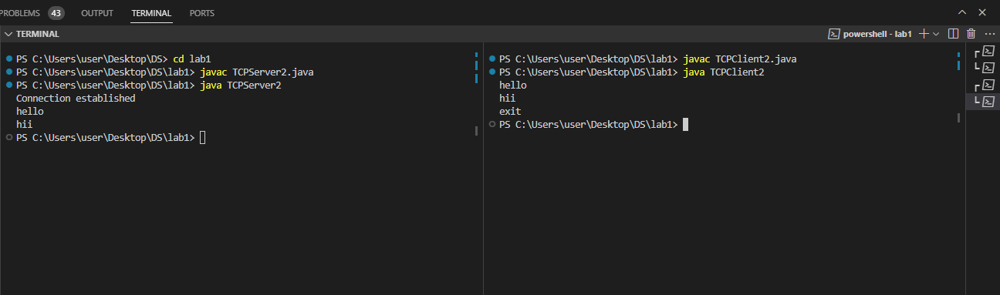 PROBLEMS 43 OUTPUT TERMINAL PORTS
TERMINAL
powershell - lab1
PS C:\Users\user\Desktop\DS> cd lab1
PS C:\Users\user\Desktop\DS\lab1> javac TCPServer2.java
PS C:\Users\user\Desktop\DS\lab1> java TCPServer2
Connection established
hello
hii
PS C:\Users\user\Desktop\DS\lab1>
PS C:\Users\user\Desktop\DS\lab1> javac TCPClient2.java
PS C:\Users\user\Desktop\DS\lab1> java TCPClient2
hello
hii
exit
PS C:\Users\user\Desktop\DS\lab1>